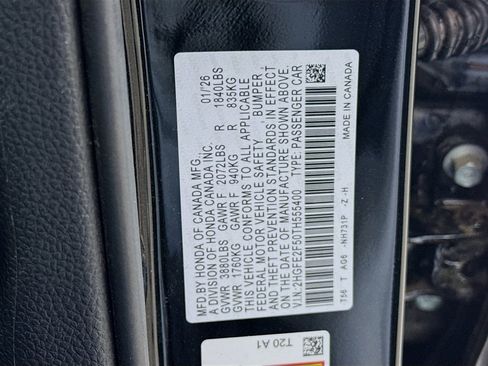 MFD BY HONDA OF CANADA MFG. 01/26
A DIVISION OF HONDA CANADA INC.
GVWR 3880LBS GAWR F 2072LBS R 1840LBS
GVWR 1760KG GAWR F 940KG R 835KG
THIS VEHICLE CONFORMS TO ALL APPLICABLE
FEDERAL MOTOR VEHICLE SAFETY, BUMPER,
AND THEFT PREVENTION STANDARDS IN EFFECT
ON THE DATE OF MANUFACTURE SHOWN ABOVE.
V.I.N:2HGFE2F50TH555400 TYPE:PASSENGER CAR
T56 T AG6 -NH731P -Z -H MADE IN CANADA
T20 A1